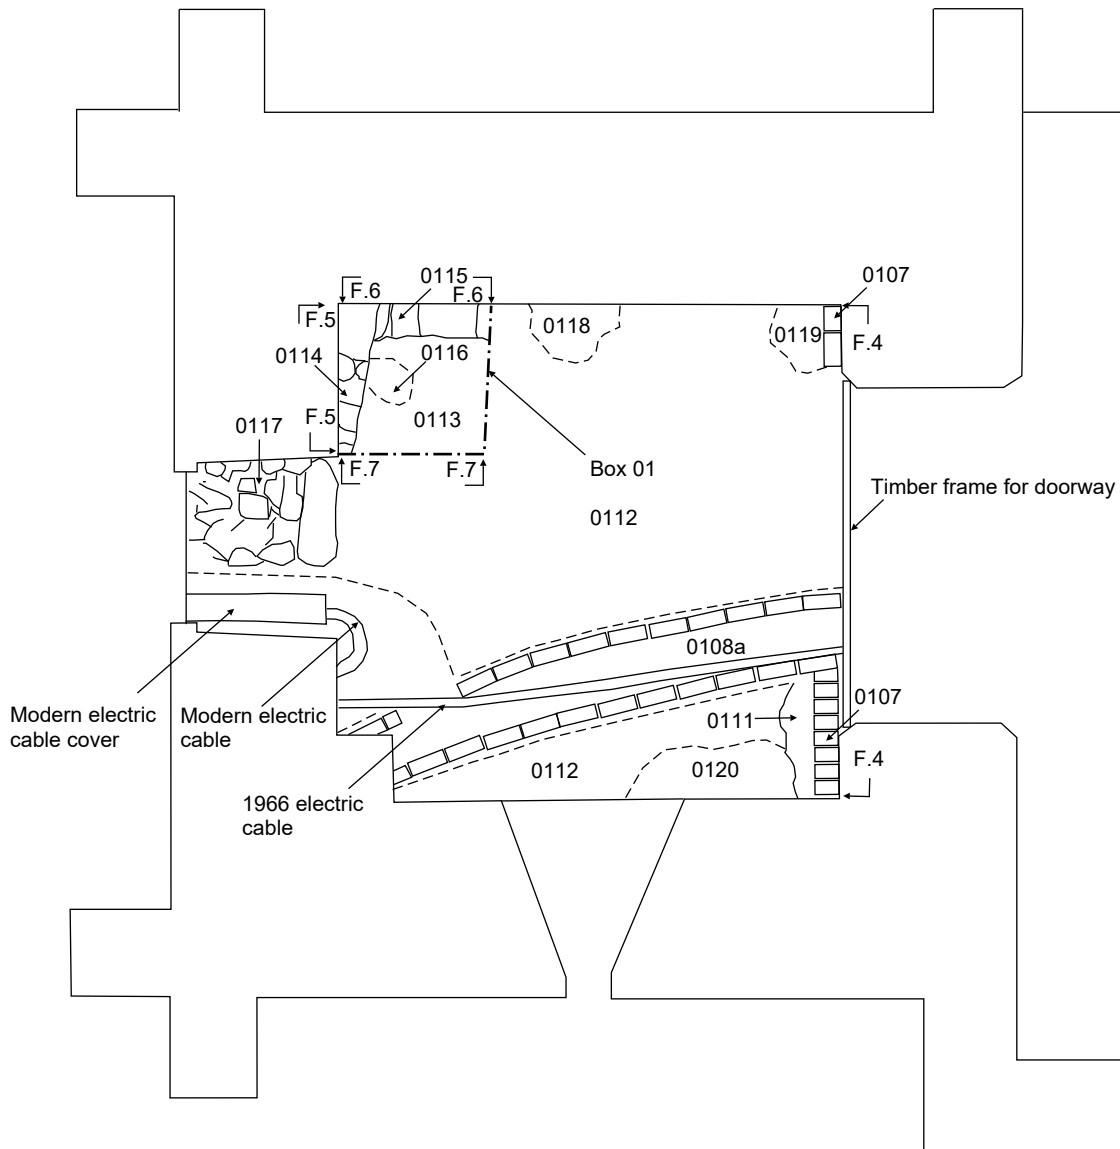 0115
0107
F.6
F.6
F.5
0118
0119
F.4
0114
0116
0113
F.5
0117
F.7
F.7
Box 01
Timber frame for doorway
0112
0108a
Modern electric
cable cover
Modern electric
cable
0111
0107
F.4
0112
0120
1966 electric
cable